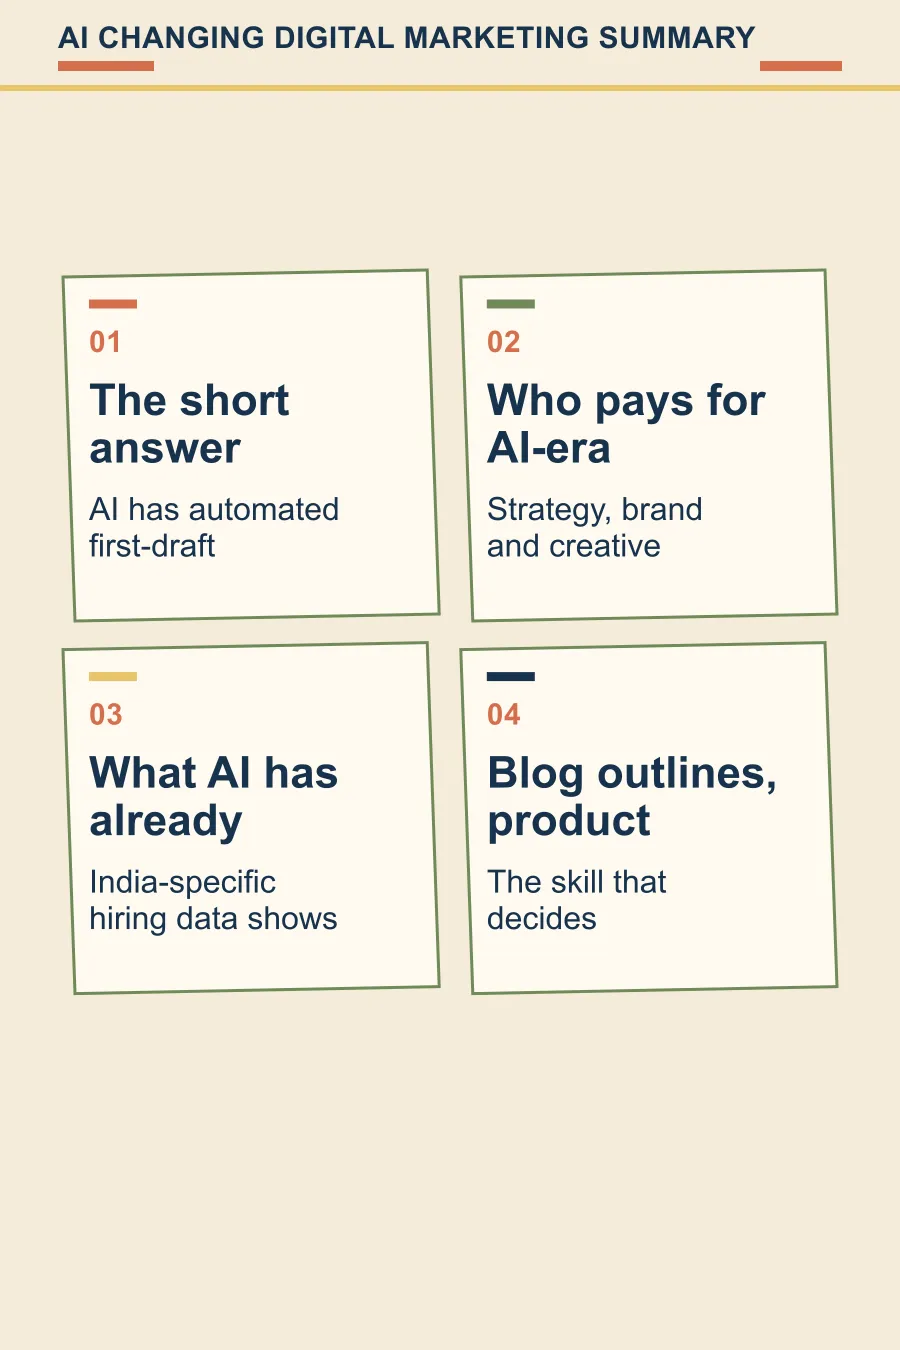 AI CHANGING DIGITAL MARKETING SUMMARY
01
The short
answer
AI has automated
first-draft
02
Who pays for
AI-era
Strategy, brand
and creative
03
What AI has
already
India-specific
hiring data shows
04
Blog outlines,
product
The skill that
decides